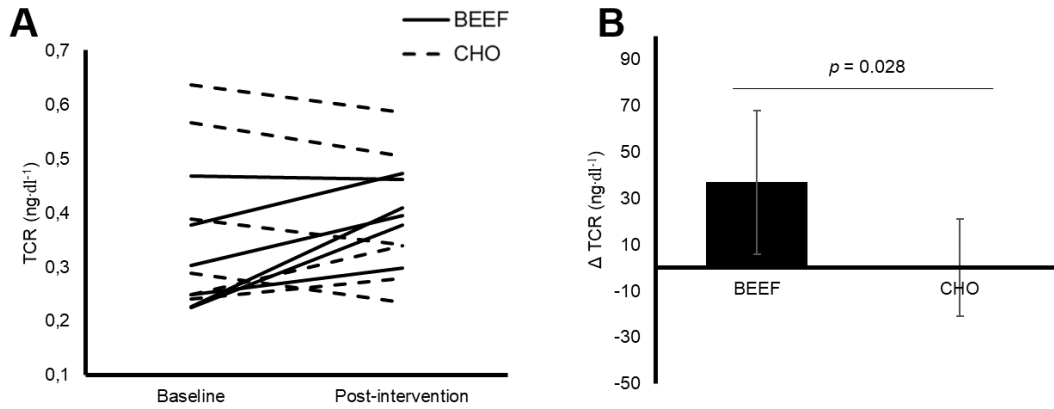 A
BEEF
CHO
0,7
0,6
0,5
0,4
0,3
0,2
0,1
TCR (ng·dl⁻¹)
Baseline
Post-intervention
B
p = 0.028
90
70
50
30
10
-10
-30
-50
Δ TCR (ng·dl⁻¹)
BEEF
CHO